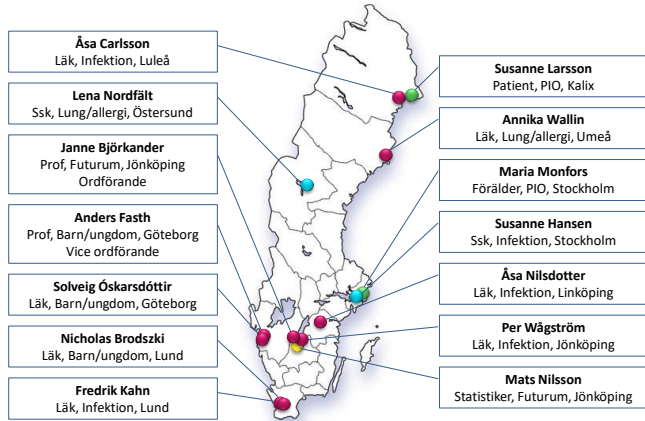 Åsa Carlsson
Läk, Infektion, Luleå
Lena Nordfält
Ssk, Lung/allergi, Östersund
Janne Björkander
Prof, Futurum, Jönköping
Ordförande
Anders Fasth
Prof, Barn/ungdom, Göteborg
Vice ordförande
Solveig Óskarsdóttir
Läk, Barn/ungdom, Göteborg
Nicholas Brodszki
Läk, Barn/ungdom, Lund
Fredrik Kahn
Läk, Infektion, Lund
Susanne Larsson
Patient, PIO, Kalix
Annika Wallin
Läk, Lung/allergi, Umeå
Maria Monfors
Förälder, PIO, Stockholm
Susanne Hansen
Ssk, Infektion, Stockholm
Åsa Nilsdotter
Läk, Infektion, Linköping
Per Wågström
Läk, Infektion, Jönköping
Mats Nilsson
Statistiker, Futurum, Jönköping